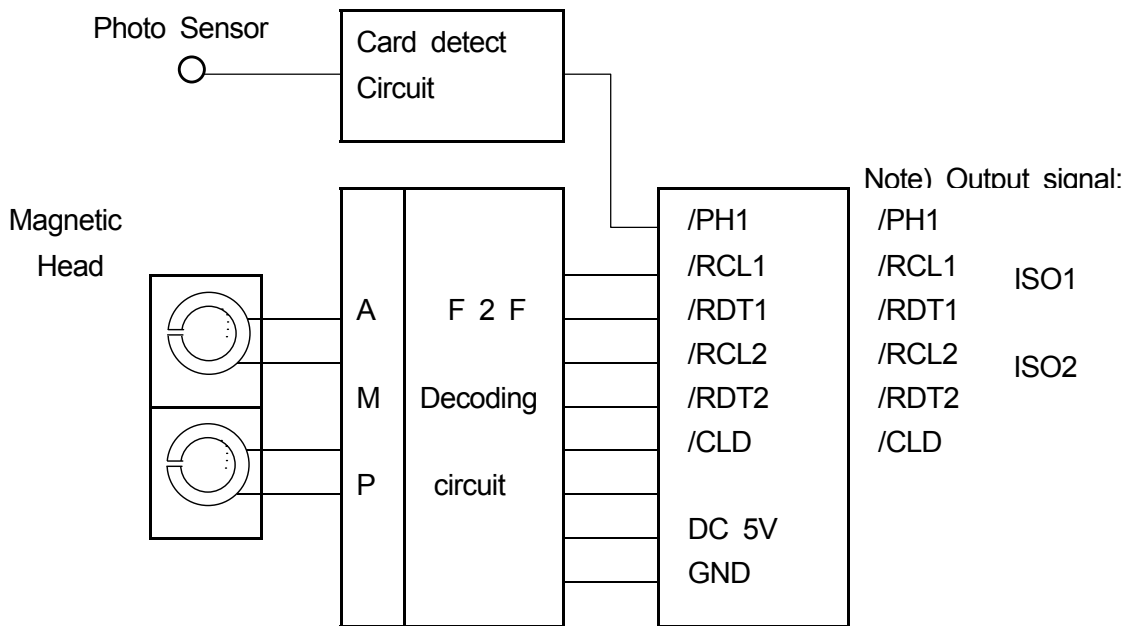 Photo Sensor
Card detect
Circuit
Note) Output signal:
Magnetic
Head
/PH1 /PH1
/RCL1 /RCL1 ISO1
A F 2 F /RDT1 /RDT1
/RCL2 /RCL2 ISO2
M Decoding /RDT2 /RDT2
/CLD /CLD
P circuit
DC 5V
GND